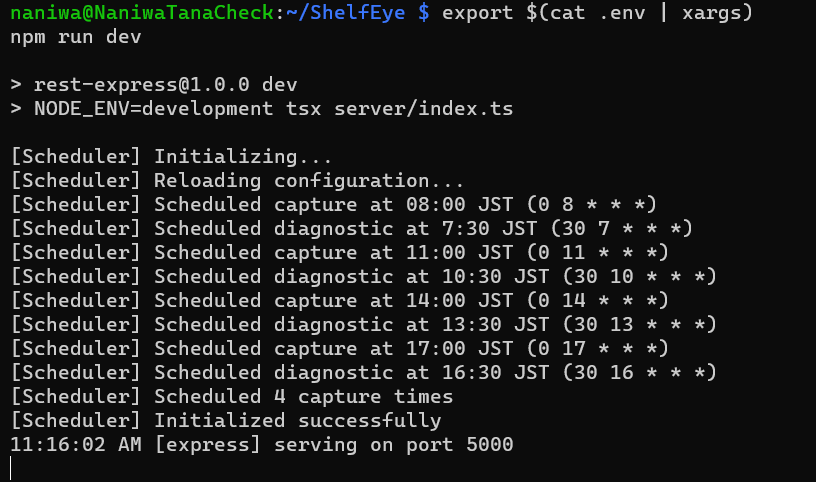 naniwa@NaniwaTanaCheck:~/ShelfEye $ export $(cat .env | xargs)
npm run dev

> rest-express@1.0.0 dev
> NODE_ENV=development tsx server/index.ts

[Scheduler] Initializing...
[Scheduler] Reloading configuration...
[Scheduler] Scheduled capture at 08:00 JST (0 8 * * *)
[Scheduler] Scheduled diagnostic at 7:30 JST (30 7 * * *)
[Scheduler] Scheduled capture at 11:00 JST (0 11 * * *)
[Scheduler] Scheduled diagnostic at 10:30 JST (30 10 * * *)
[Scheduler] Scheduled capture at 14:00 JST (0 14 * * *)
[Scheduler] Scheduled diagnostic at 13:30 JST (30 13 * * *)
[Scheduler] Scheduled capture at 17:00 JST (0 17 * * *)
[Scheduler] Scheduled diagnostic at 16:30 JST (30 16 * * *)
[Scheduler] Scheduled 4 capture times
[Scheduler] Initialized successfully
11:16:02 AM [express] serving on port 5000